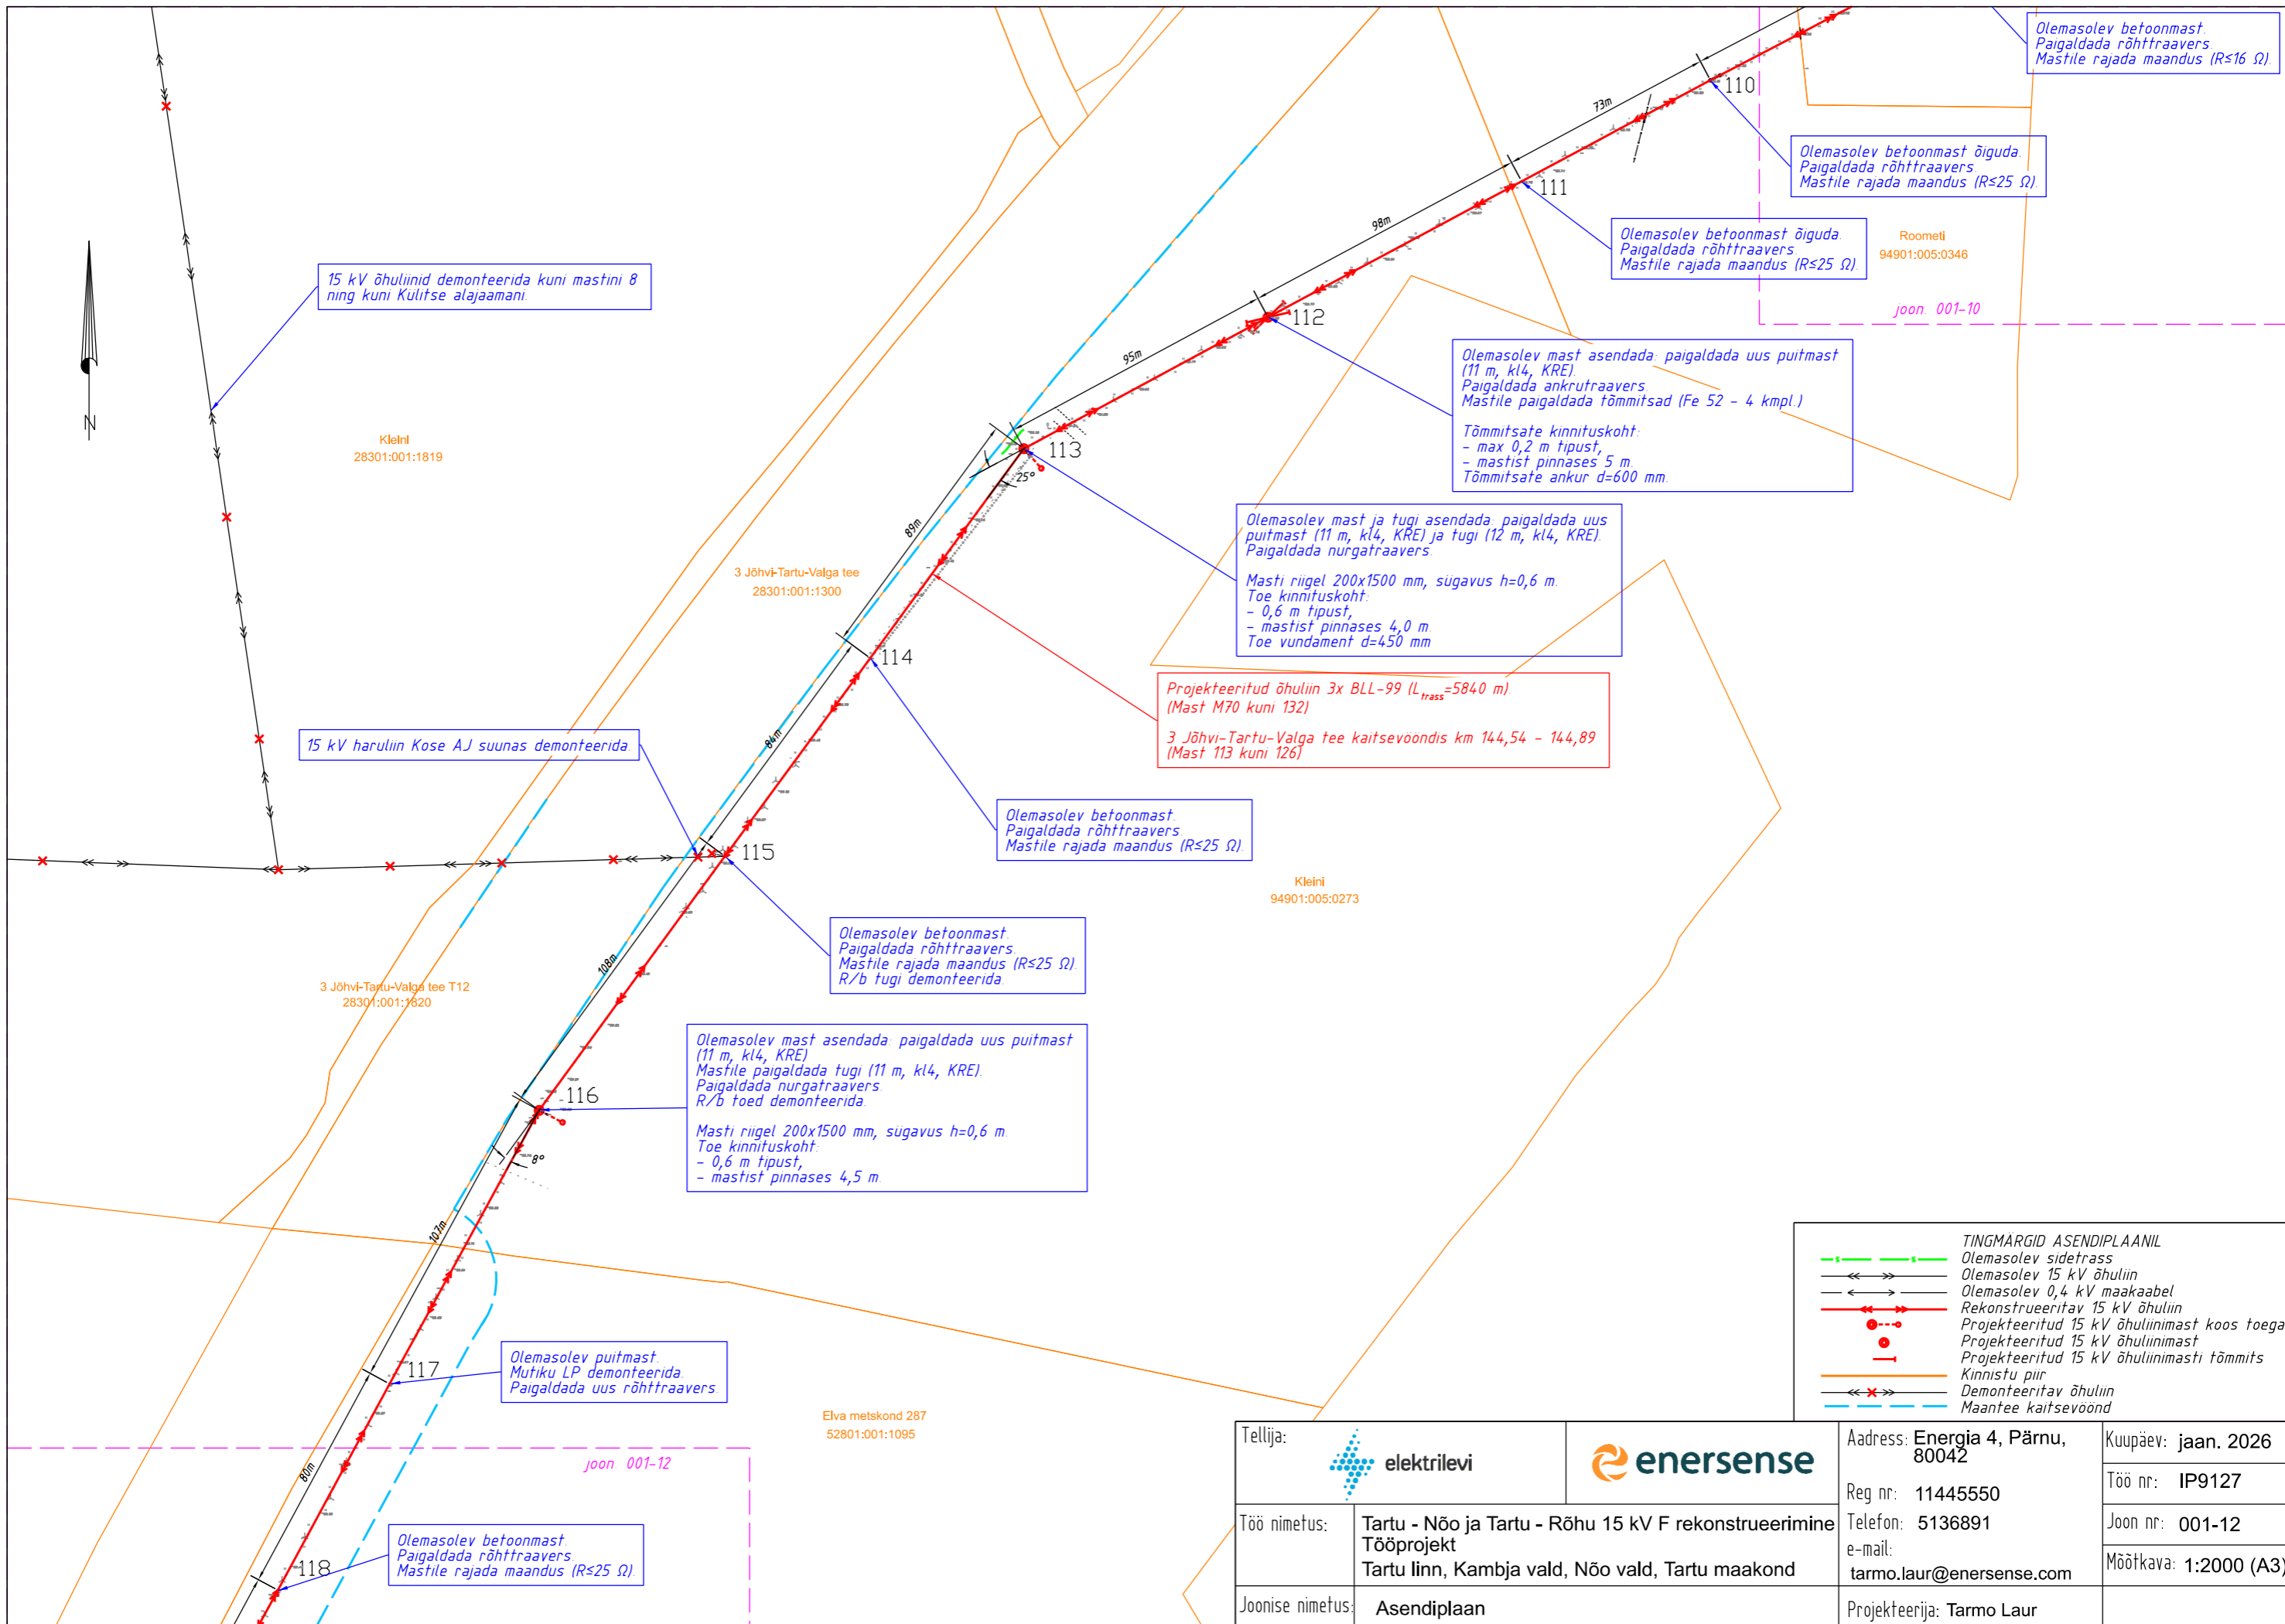 Olemasolev betoonmast.
Paigaldada rõhttraavers.
Mastile rajada maandus (R≤16 Ω).
110
73m
Olemasolev betoonmast õiguda.
Paigaldada rõhttraavers.
Mastile rajada maandus (R≤25 Ω).
111
98m
Olemasolev betoonmast õiguda.
Paigaldada rõhttraavers
Mastile rajada maandus (R≤25 Ω).
Roometi
94901:005:0346
joon. 001-10
15 kV õhuliinid demonteerida kuni mastini 8
ning kuni Külitse alajaamani.
N
Kleini
28301:001:1819
112
95m
Olemasolev mast asendada: paigaldada uus puitmast
(11 m, kl4, KRE).
Paigaldada ankrutraavers.
Mastile paigaldada tõmmitsad (Fe 52 - 4 kmpl.)
Tõmmitsate kinnituskoht:
- max 0,2 m tipust,
- mastist pinnases 5 m.
Tõmmitsate ankur d=600 mm.
113
25°
89m
Olemasolev mast ja tugi asendada: paigaldada uus
puitmast (11 m, kl4, KRE) ja tugi (12 m, kl4, KRE).
Paigaldada nurgatraavers.
Masti riigel 200x1500 mm, sügavus h=0,6 m.
Toe kinnituskoht:
- 0,6 m tipust,
- mastist pinnases 4,0 m.
Toe vundament d=450 mm
3 Jõhvi-Tartu-Valga tee
28301:001:1300
114
84m
Projekteeritud õhuliin 3x BLL-99 (Ltrass=5840 m).
(Mast M70 kuni 132)
3 Jõhvi-Tartu-Valga tee kaitsevööndis km 144,54 - 144,89
(Mast 113 kuni 126)
15 kV haruliin Kose AJ suunas demonteerida.
Olemasolev betoonmast.
Paigaldada rõhttraavers
Mastile rajada maandus (R≤25 Ω).
115
Kleini
94901:005:0273
108m
Olemasolev betoonmast.
Paigaldada rõhttraavers.
Mastile rajada maandus (R≤25 Ω).
R/b tugi demonteerida.
3 Jõhvi-Tartu-Valga tee T12
28301:001:1820
116
8°
Olemasolev mast asendada: paigaldada uus puitmast
(11 m, kl4, KRE)
Mastile paigaldada tugi (11 m, kl4, KRE).
Paigaldada nurgatraavers.
R/b toed demonteerida.
Masti riigel 200x1500 mm, sügavus h=0,6 m.
Toe kinnituskoht:
- 0,6 m tipust,
- mastist pinnases 4,5 m.
107m
117
Olemasolev puitmast.
Mutiku LP demonteerida.
Paigaldada uus rõhttraavers.
Elva metskond 287
52801:001:1095
joon 001-12
80m
118
Olemasolev betoonmast.
Paigaldada rõhttraavers.
Mastile rajada maandus (R≤25 Ω).
TINGMÄRGID ASENDIPLAANIL
Olemasolev sidetrass
Olemasolev 15 kV õhuliin
Olemasolev 0,4 kV maakaabel
Rekonstrueeritav 15 kV õhuliin
Projekteeritud 15 kV õhuliinimast koos toega
Projekteeritud 15 kV õhuliinimast
Projekteeritud 15 kV õhuliinimasti tõmmits
Kinnistu piir
Demonteeritav õhuliin
Maantee kaitsevöönd
Tellija:
elektrilevi
enersense
Aadress: Energia 4, Pärnu,
80042
Reg nr: 11445550
Telefon: 5136891
e-mail:
tarmo.laur@enersense.com
Kuupäev: jaan. 2026
Töö nr: IP9127
Joon nr: 001-12
Mõõtkava: 1:2000 (A3)
Töö nimetus:
Tartu - Nõo ja Tartu - Rõhu 15 kV F rekonstrueerimine
Tööprojekt
Tartu linn, Kambja vald, Nõo vald, Tartu maakond
Joonise nimetus: Asendiplaan
Projekteerija: Tarmo Laur